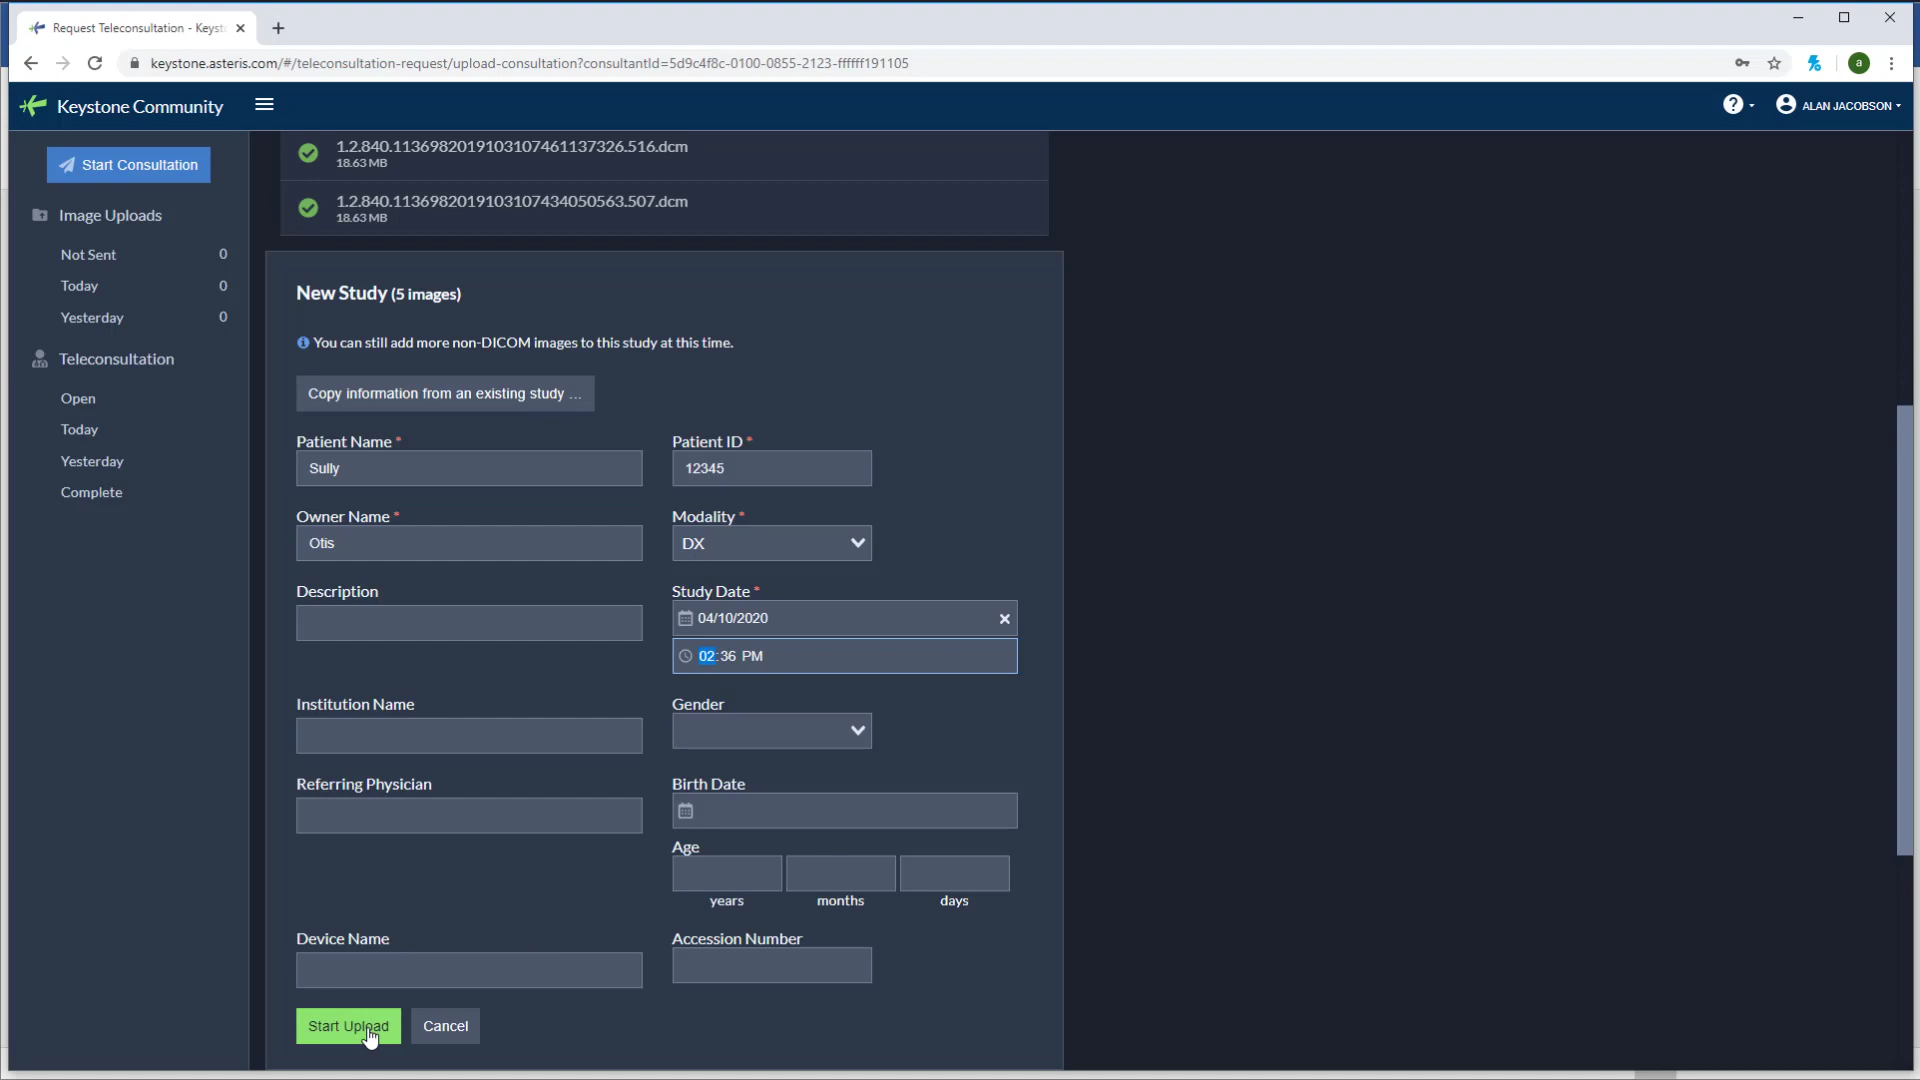 Request Teleconsultation - Keyst
keystone.asteris.com/#/teleconsultation-request/upload-consultation?consultantId=5d9c4f8c-0100-0855-2123-ffffff191105
a
Keystone Community
?
ALAN JACOBSON
Start Consultation
Image Uploads
Not Sent 0
Today 0
Yesterday 0
Teleconsultation
Open
Today
Yesterday
Complete
1.2.840.1136982019103107461137326.516.dcm
18.63 MB
1.2.840.1136982019103107434050563.507.dcm
18.63 MB
New Study (5 images)
You can still add more non-DICOM images to this study at this time.
Copy information from an existing study ...
Patient Name *
Sully
Patient ID *
12345
Owner Name *
Otis
Modality *
DX
Description
Study Date *
04/10/2020
02:36 PM
Institution Name
Gender
Referring Physician
Birth Date
Age
years months days
Device Name
Accession Number
Start Upload
Cancel